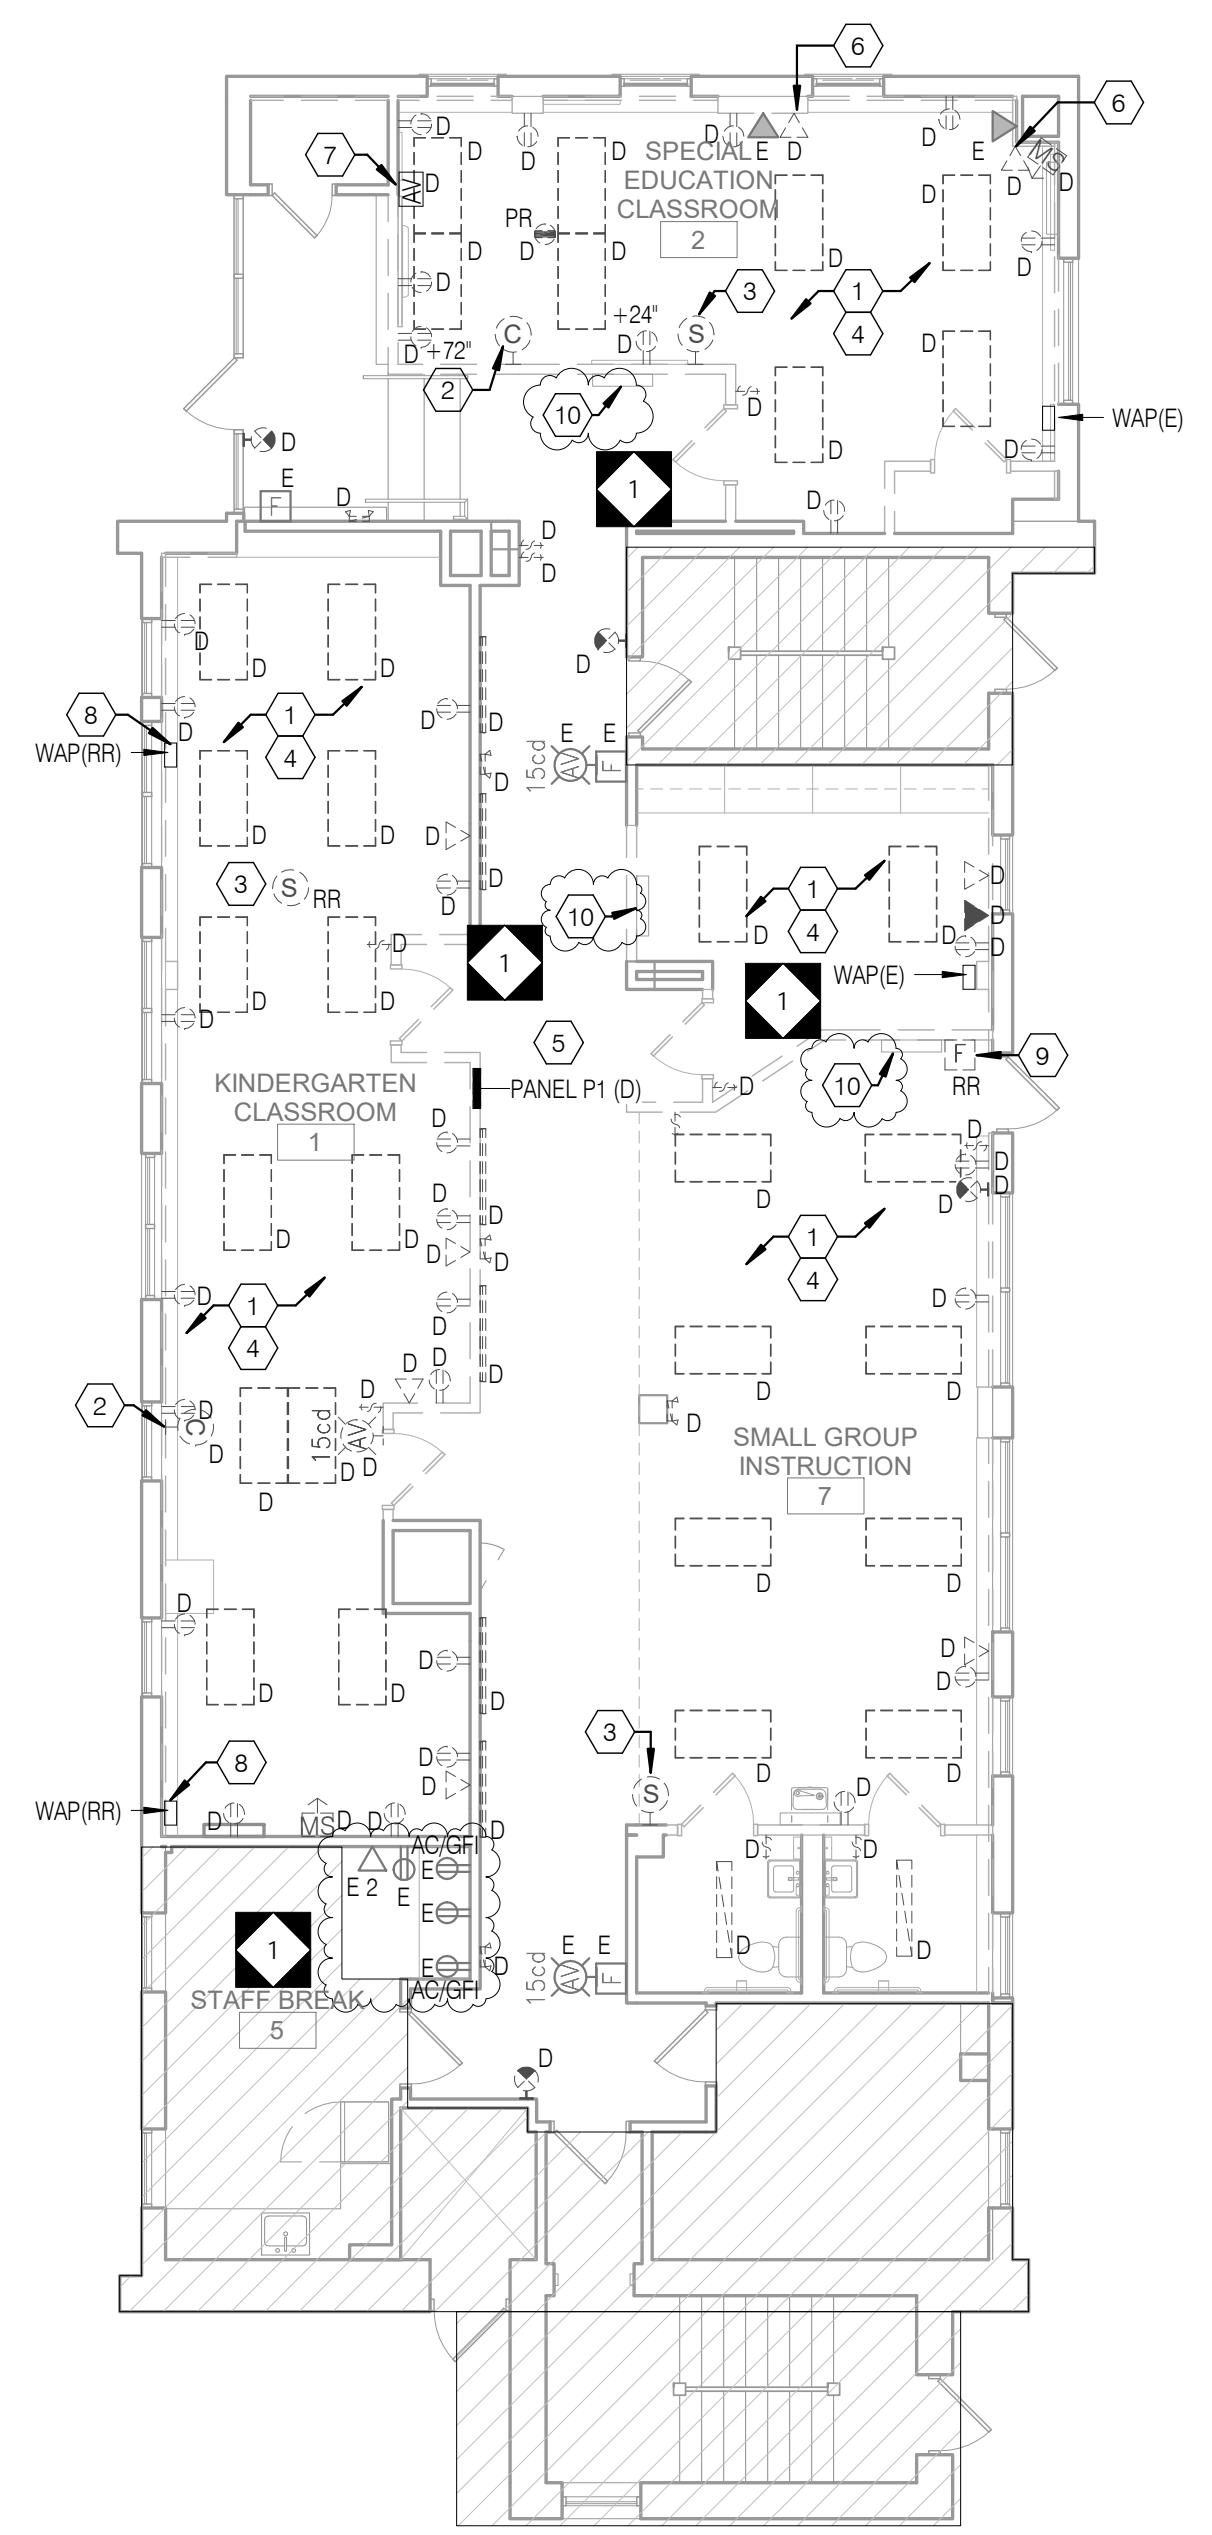 6
6
D
D
D
D
E
D
E
MS
7
D
D
SPECIAL
EDUCATION
CLASSROOM
2
AV
D
D
D
D
PR
D
D
D
D
D
D
3
1
4
D
+24"
D
C
S
D
+72"
2
D
10
D
WAP(E)
D
D
D
D
E
F
D
D
1
D
D
D
D
D
D
8
WAP(RR)
D
1
4
D
D
D
E
E
15cd
AV
F
D
D
D
D
D
D
3
S
RR
D
10
1
4
D
D
D
D
D
D
1
WAP(E)
1
D
D
D
5
10
F
9
RR
KINDERGARTEN
CLASSROOM
1
PANEL P1 (D)
D
D
D
D
D
D
D
D
D
D
D
D
D
D
1
4
D
1
4
D
D
D
D
D
D
D
D
2
D
C
D
15cd
AV
D
D
D
D
SMALL GROUP
INSTRUCTION
7
D
D
D
D
D
D
D
D
D
D
3
8
D
D
D
D
S
D
WAP(RR)
D
MS
D
D
D
AC/GFI
D
D
E 2
E
E
E
E
AC/GFI
D
D
D
1
STAFF BREAK
5
E
E
15cd
AV
F
D